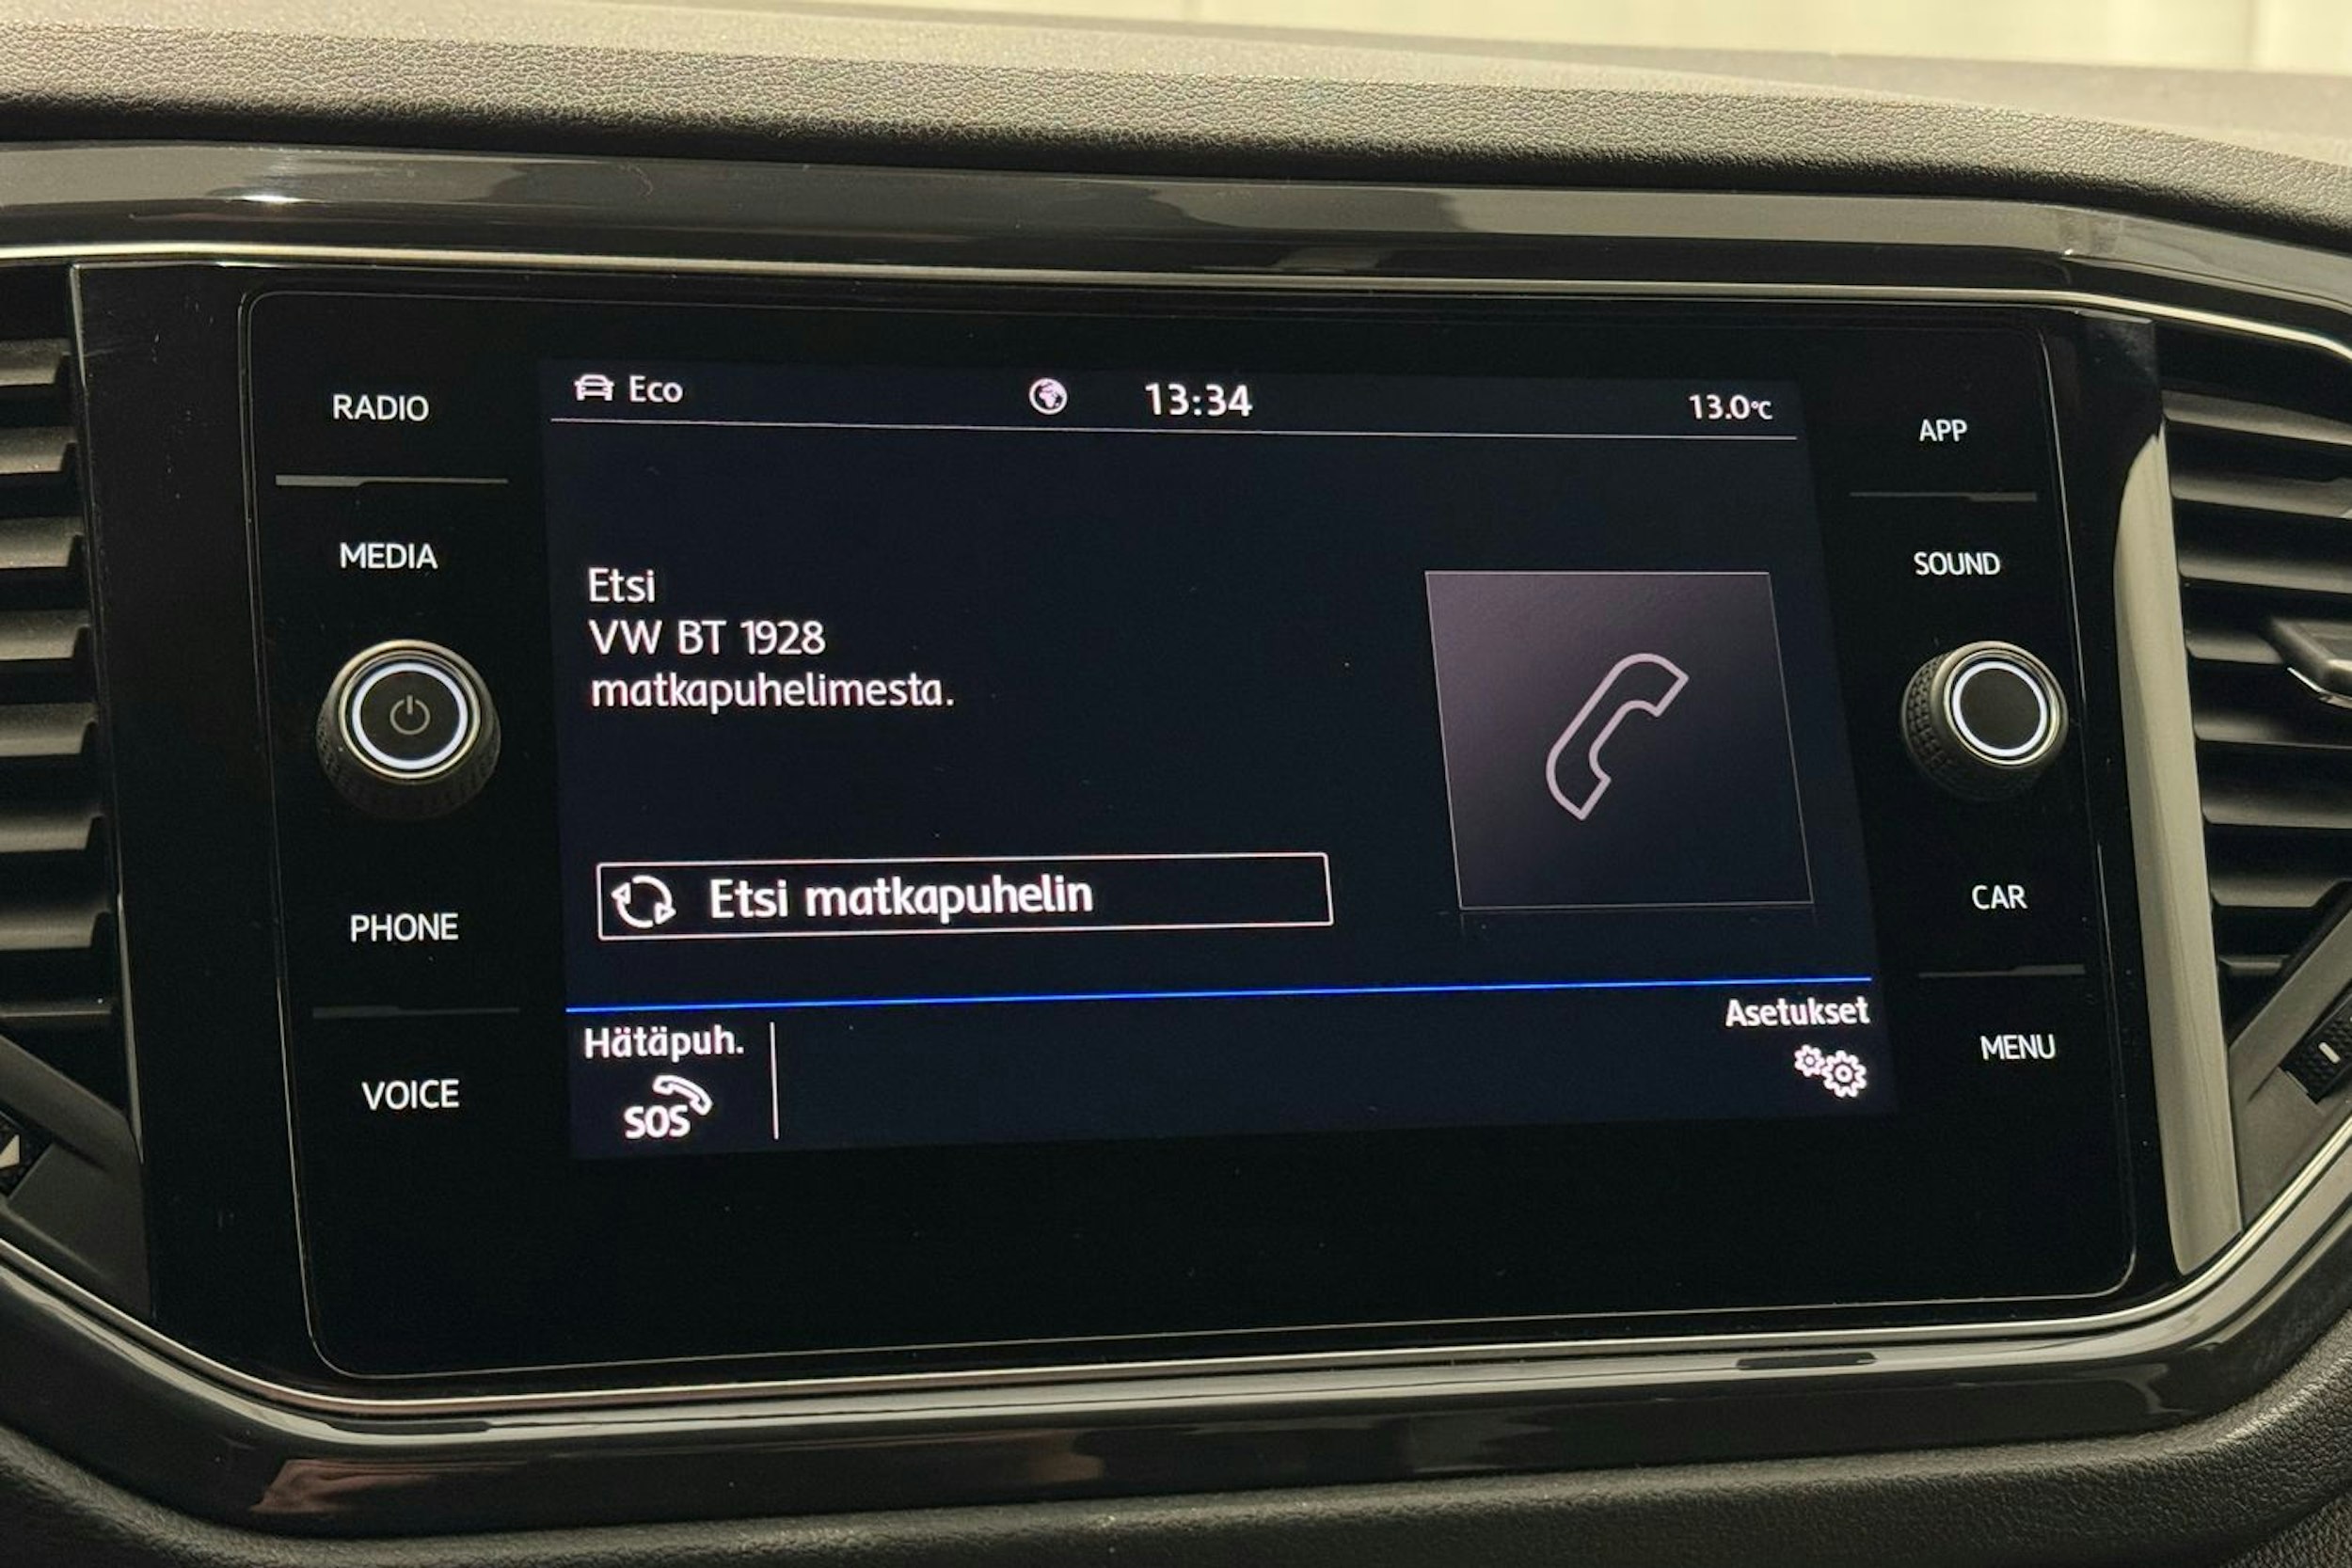 RADIO
MEDIA
PHONE
VOICE
Eco
13:34
13.0°C
Etsi
VW BT 1928
matkapuhelimesta.
Etsi matkapuhelin
Hätäpuh.
SOS
Asetukset
APP
SOUND
CAR
MENU